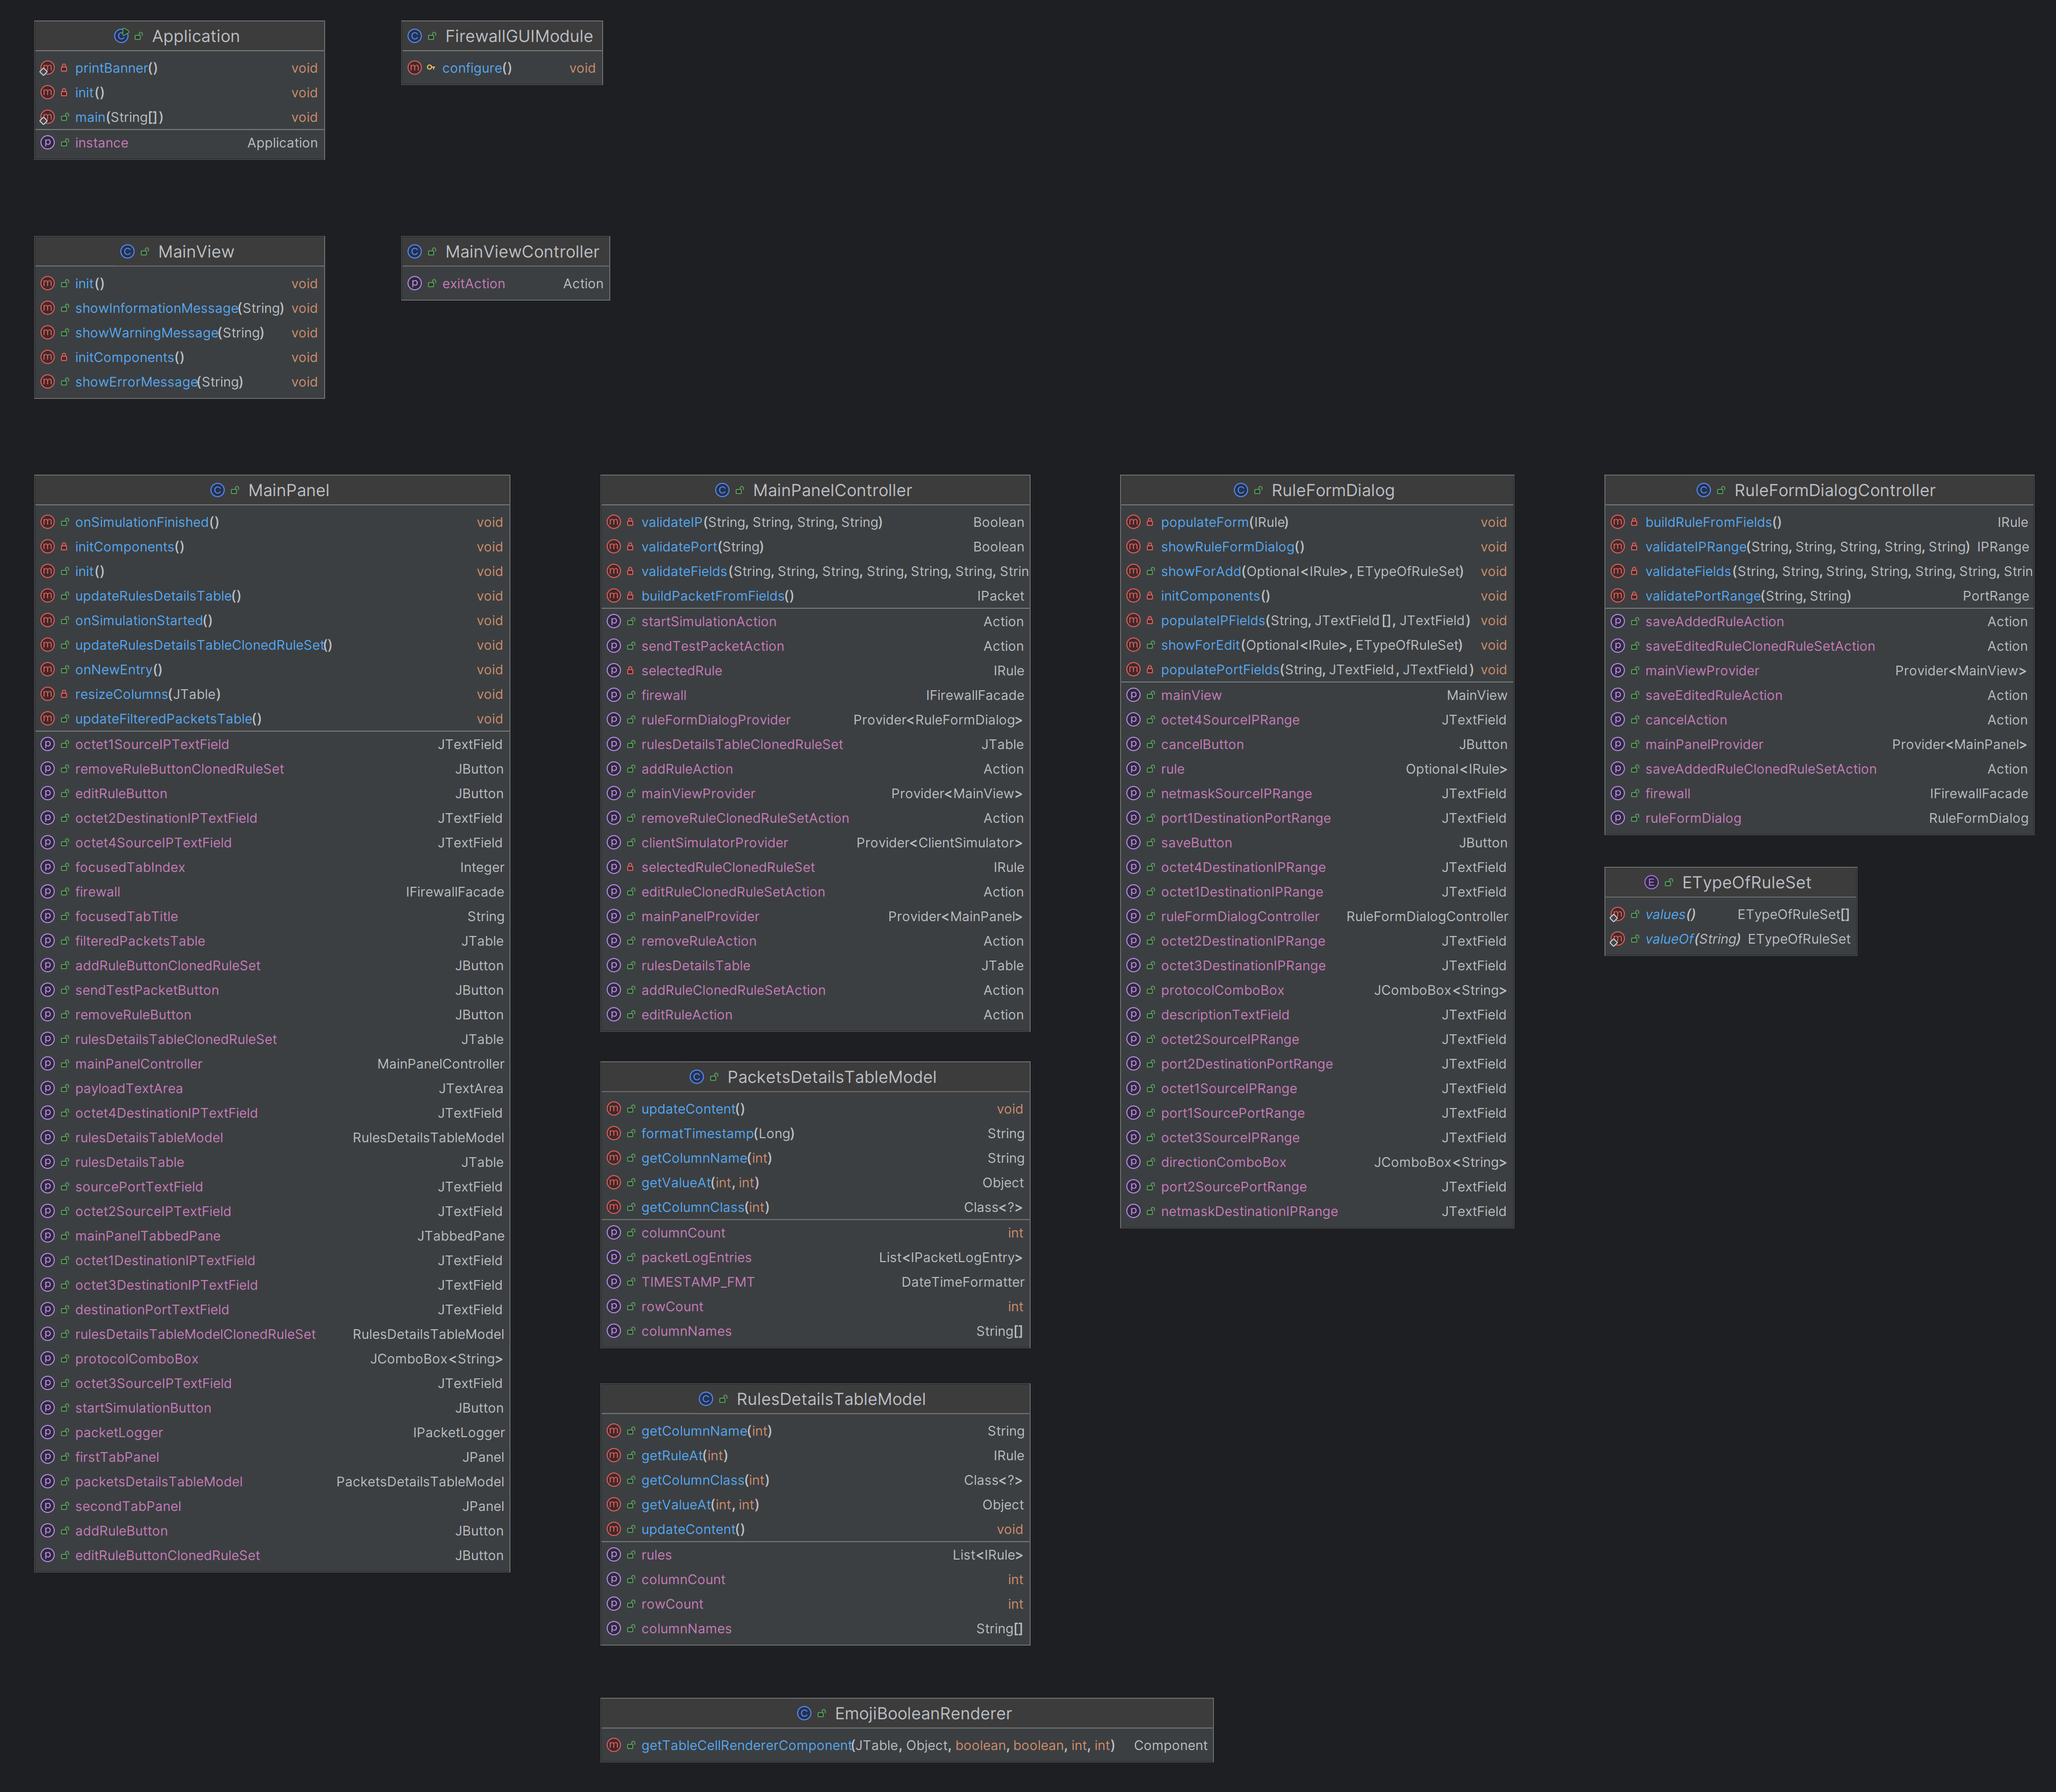 Application
printBanner() void
init() void
main(String[]) void
instance Application
FirewallGUIModule
configure() void
MainView
init() void
showInformationMessage(String) void
showWarningMessage(String) void
initComponents() void
showErrorMessage(String) void
MainViewController
exitAction Action
MainPanel
onSimulationFinished() void
initComponents() void
init() void
updateRulesDetailsTable() void
onSimulationStarted() void
updateRulesDetailsTableClonedRuleSet() void
onNewEntry() void
resizeColumns(JTable) void
updateFilteredPacketsTable() void
octet1SourceIPTextField JTextField
removeRuleButtonClonedRuleSet JButton
editRuleButton JButton
octet2DestinationIPTextField JTextField
octet4SourceIPTextField JTextField
focusedTabIndex Integer
firewall IFirewallFacade
focusedTabTitle String
filteredPacketsTable JTable
addRuleButtonClonedRuleSet JButton
sendTestPacketButton JButton
removeRuleButton JButton
rulesDetailsTableClonedRuleSet JTable
mainPanelController MainPanelController
payloadTextArea JTextArea
octet4DestinationIPTextField JTextField
rulesDetailsTableModel RulesDetailsTableModel
rulesDetailsTable JTable
sourcePortTextField JTextField
octet2SourceIPTextField JTextField
mainPanelTabbedPane JTabbedPane
octet1DestinationIPTextField JTextField
octet3DestinationIPTextField JTextField
destinationPortTextField JTextField
rulesDetailsTableModelClonedRuleSet RulesDetailsTableModel
protocolComboBox JComboBox<String>
octet3SourceIPTextField JTextField
startSimulationButton JButton
packetLogger IPacketLogger
firstTabPanel JPanel
packetsDetailsTableModel PacketsDetailsTableModel
secondTabPanel JPanel
addRuleButton JButton
editRuleButtonClonedRuleSet JButton
MainPanelController
validateIP(String, String, String, String) Boolean
validatePort(String) Boolean
validateFields(String, String, String, String, String, String, Strin
buildPacketFromFields() IPacket
startSimulationAction Action
sendTestPacketAction Action
selectedRule IRule
firewall IFirewallFacade
ruleFormDialogProvider Provider<RuleFormDialog>
rulesDetailsTableClonedRuleSet JTable
addRuleAction Action
mainViewProvider Provider<MainView>
removeRuleClonedRuleSetAction Action
clientSimulatorProvider Provider<ClientSimulator>
selectedRuleClonedRuleSet IRule
editRuleClonedRuleSetAction Action
mainPanelProvider Provider<MainPanel>
removeRuleAction Action
rulesDetailsTable JTable
addRuleClonedRuleSetAction Action
editRuleAction Action
PacketsDetailsTableModel
updateContent() void
formatTimestamp(Long) String
getColumnName(int) String
getValueAt(int, int) Object
getColumnClass(int) Class<?>
columnCount int
packetLogEntries List<IPacketLogEntry>
TIMESTAMP_FMT DateTimeFormatter
rowCount int
columnNames String[]
RulesDetailsTableModel
getColumnName(int) String
getRuleAt(int) IRule
getColumnClass(int) Class<?>
getValueAt(int, int) Object
updateContent() void
rules List<IRule>
columnCount int
rowCount int
columnNames String[]
EmojiBooleanRenderer
getTableCellRendererComponent(JTable, Object, boolean, boolean, int, int) Component
RuleFormDialog
populateForm(IRule) void
showRuleFormDialog() void
showForAdd(Optional<IRule>, ETypeOfRuleSet) void
initComponents() void
populateIPFields(String, JTextField[], JTextField) void
showForEdit(Optional<IRule>, ETypeOfRuleSet) void
populatePortFields(String, JTextField, JTextField) void
mainView MainView
octet4SourceIPRange JTextField
cancelButton JButton
rule Optional<IRule>
netmaskSourceIPRange JTextField
port1DestinationPortRange JTextField
saveButton JButton
octet4DestinationIPRange JTextField
octet1DestinationIPRange JTextField
ruleFormDialogController RuleFormDialogController
octet2DestinationIPRange JTextField
octet3DestinationIPRange JTextField
protocolComboBox JComboBox<String>
descriptionTextField JTextField
octet2SourceIPRange JTextField
port2DestinationPortRange JTextField
octet1SourceIPRange JTextField
port1SourcePortRange JTextField
octet3SourceIPRange JTextField
directionComboBox JComboBox<String>
port2SourcePortRange JTextField
netmaskDestinationIPRange JTextField
RuleFormDialogController
buildRuleFromFields() IRule
validateIPRange(String, String, String, String, String) IPRange
validateFields(String, String, String, String, String, String, Strin
validatePortRange(String, String) PortRange
saveAddedRuleAction Action
saveEditedRuleClonedRuleSetAction Action
mainViewProvider Provider<MainView>
saveEditedRuleAction Action
cancelAction Action
mainPanelProvider Provider<MainPanel>
saveAddedRuleClonedRuleSetAction Action
firewall IFirewallFacade
ruleFormDialog RuleFormDialog
ETypeOfRuleSet
values() ETypeOfRuleSet[]
valueOf(String) ETypeOfRuleSet